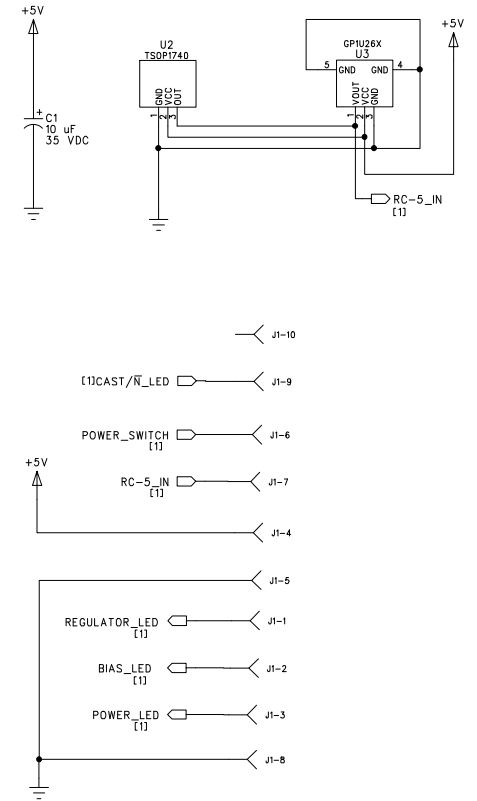 +5V
+5V
U2
TSOP1740
GP1U26X
U3
5
GND
GND
4
GND
VCC
OUT
1
2
3
VOUT
VCC
GND
1
2
3
+
C1
10 uF
35 VDC
RC-5_IN
[1]
J1-10
[1]CAST/N̅_LED
J1-9
POWER_SWITCH
[1]
J1-6
RC-5_IN
[1]
J1-7
+5V
J1-4
J1-5
REGULATOR_LED
[1]
J1-1
BIAS_LED
[1]
J1-2
POWER_LED
[1]
J1-3
J1-8